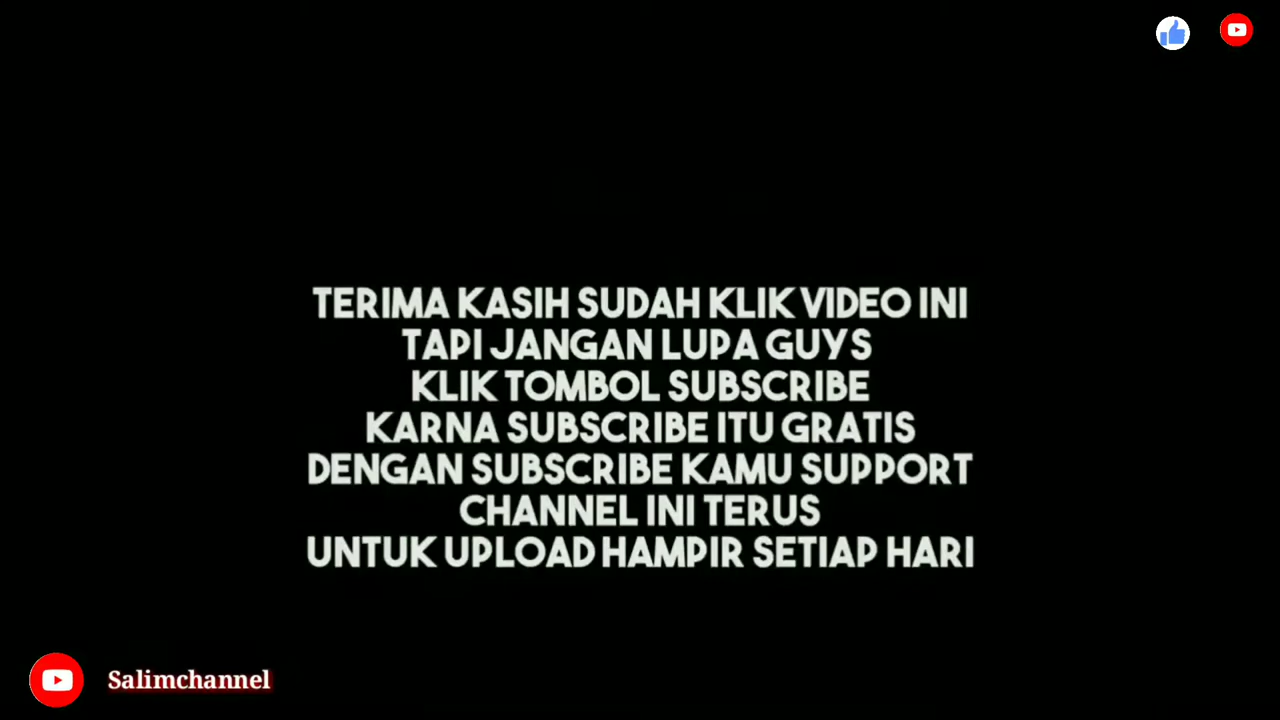 TERIMA KASIH SUDAH KLIK VIDEO INI
TAPI JANGAN LUPA GUYS
KLIK TOMBOL SUBSCRIBE
KARNA SUBSCRIBE ITU GRATIS
DENGAN SUBSCRIBE KAMU SUPPORT
CHANNEL INI TERUS
UNTUK UPLOAD HAMPIR SETIAP HARI
Salimchannel